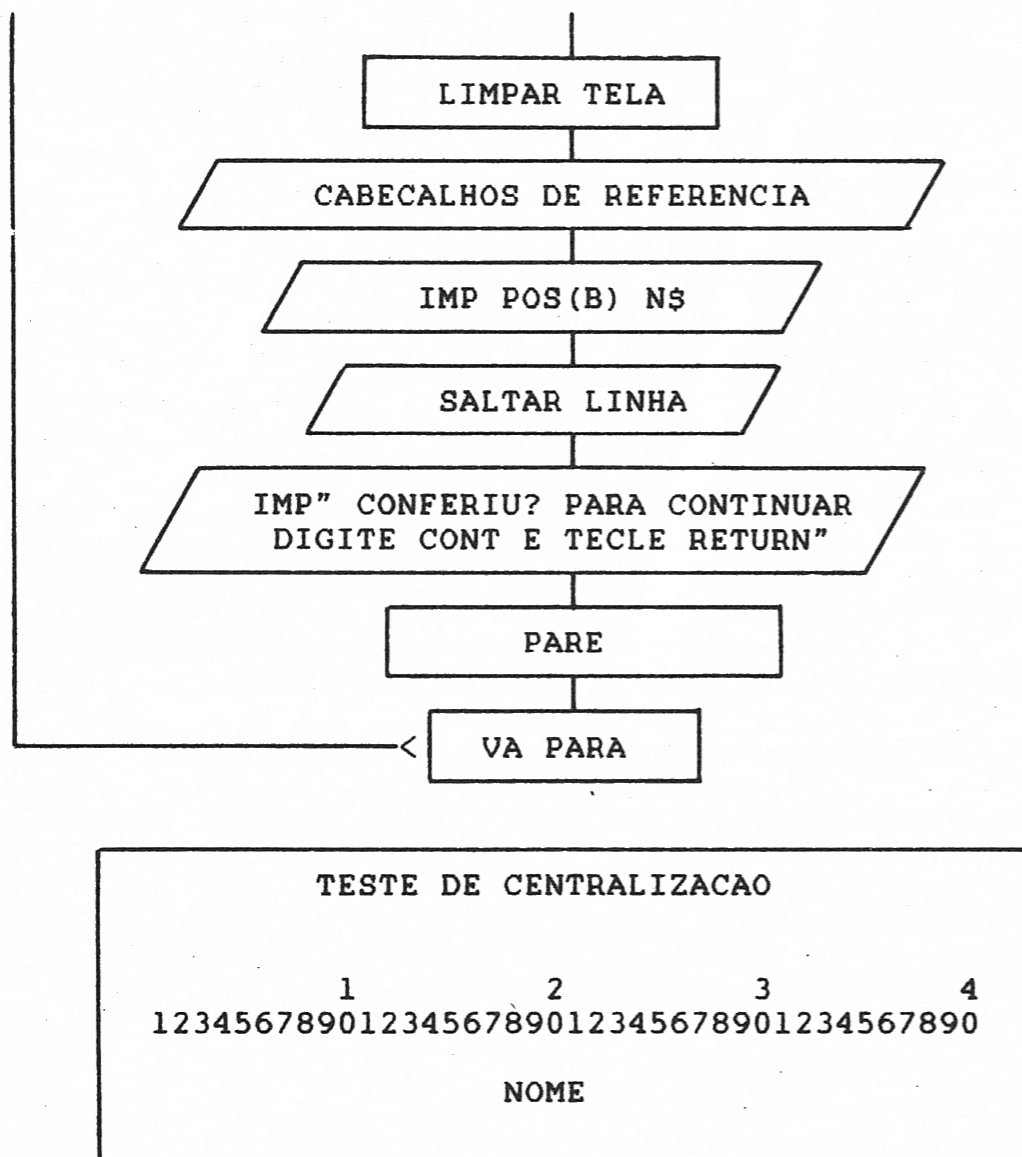 LIMPAR TELA
CABECALHOS DE REFERENCIA
IMP POS(B) N$
SALTAR LINHA
IMP" CONFERIU? PARA CONTINUAR
DIGITE CONT E TECLE RETURN"
PARE
< VA PARA
TESTE DE CENTRALIZACAO
1 2 3 4
1234567890123456789012345678901234567890
NOME